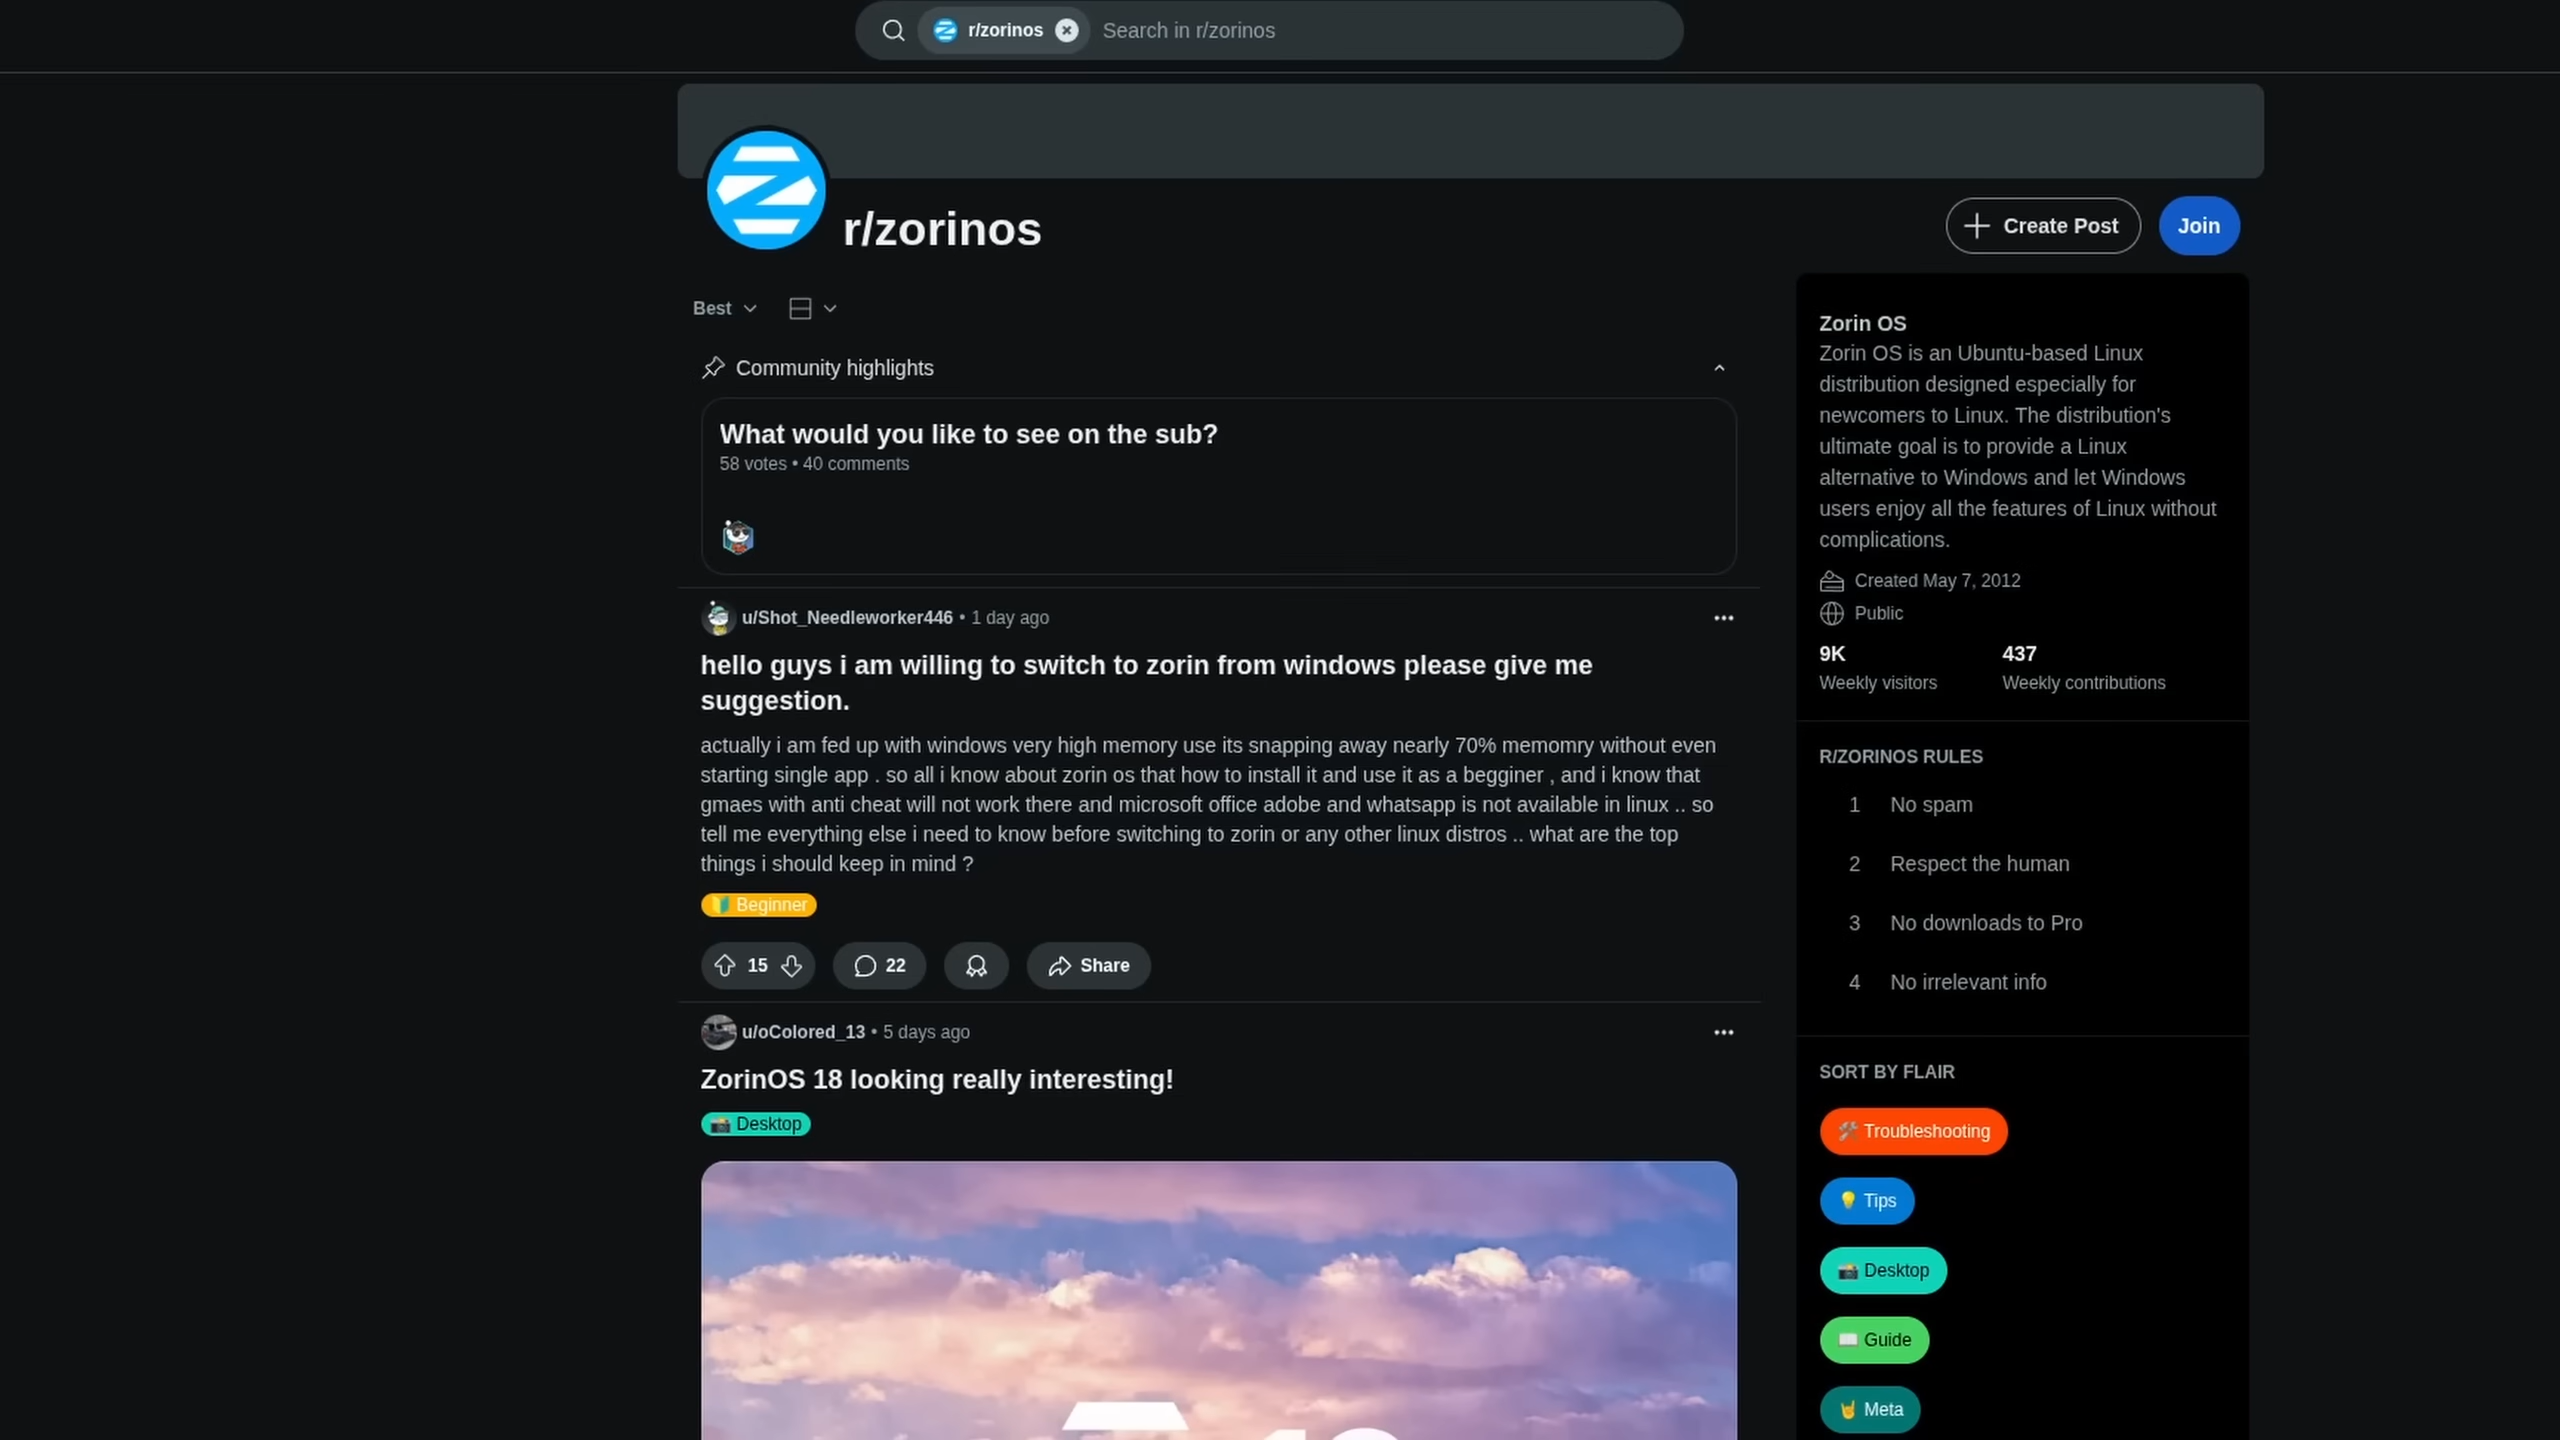 r/zorinos
Search in r/zorinos
r/zorinos
Create Post
Join
Best
Community highlights
What would you like to see on the sub?
58 votes • 40 comments
u/Shot_Needleworker446 • 1 day ago
hello guys i am willing to switch to zorin from windows please give me
suggestion.
actually i am fed up with windows very high memory use its snapping away nearly 70% memomry without even
starting single app . so all i know about zorin os that how to install it and use it as a begginer , and i know that
gmaes with anti cheat will not work there and microsoft office adobe and whatsapp is not available in linux .. so
tell me everything else i need to know before switching to zorin or any other linux distros .. what are the top
things i should keep in mind ?
Beginner
15
22
Share
u/oColored_13 • 5 days ago
ZorinOS 18 looking really interesting!
Desktop
Zorin OS
Zorin OS is an Ubuntu-based Linux
distribution designed especially for
newcomers to Linux. The distribution's
ultimate goal is to provide a Linux
alternative to Windows and let Windows
users enjoy all the features of Linux without
complications.
Created May 7, 2012
Public
9K
437
Weekly visitors
Weekly contributions
R/ZORINOS RULES
1 No spam
2 Respect the human
3 No downloads to Pro
4 No irrelevant info
SORT BY FLAIR
Troubleshooting
Tips
Desktop
Guide
Meta